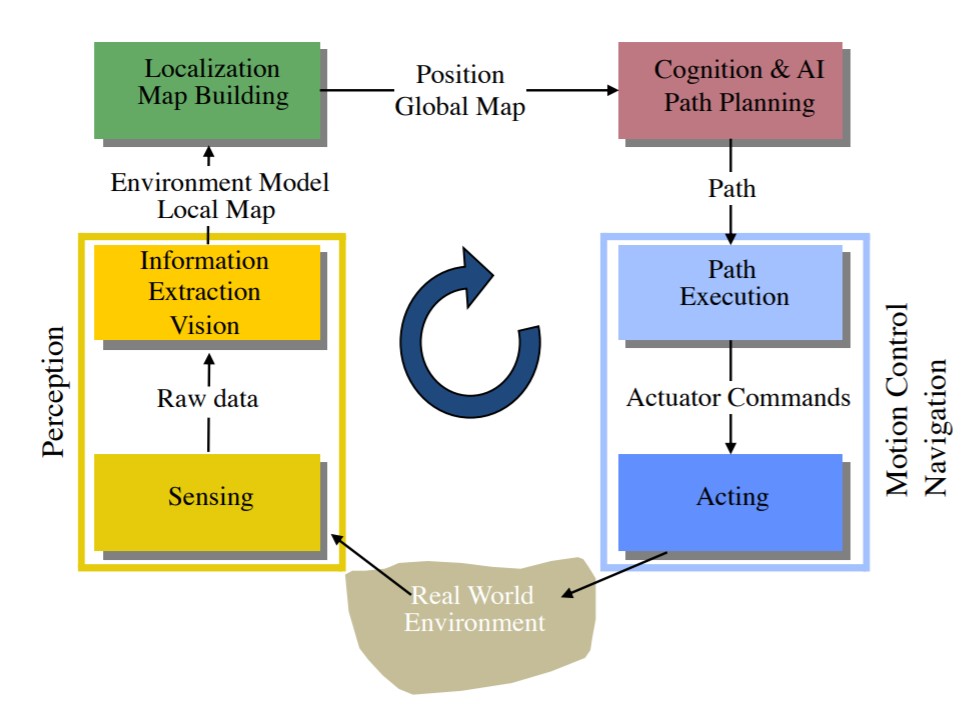 Localization
Map Building
Position
Global Map
Cognition & AI
Path Planning
Environment Model
Local Map
Path
Information
Extraction
Vision
Path
Execution
Perception
Raw data
Actuator Commands
Motion Control
Navigation
Sensing
Acting
Real World
Environment